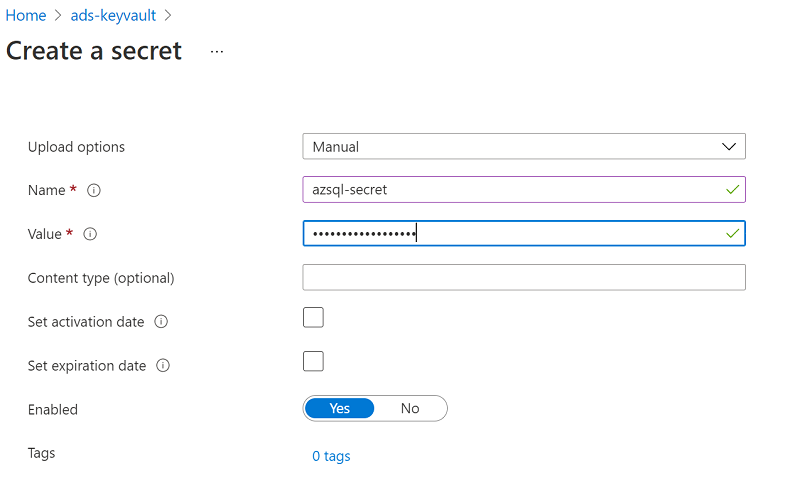 Home > ads-keyvault >
Create a secret ...
Upload options Manual
Name * azsql-secret
Value * ••••••••••••••••••
Content type (optional)
Set activation date
Set expiration date
Enabled Yes No
Tags 0 tags